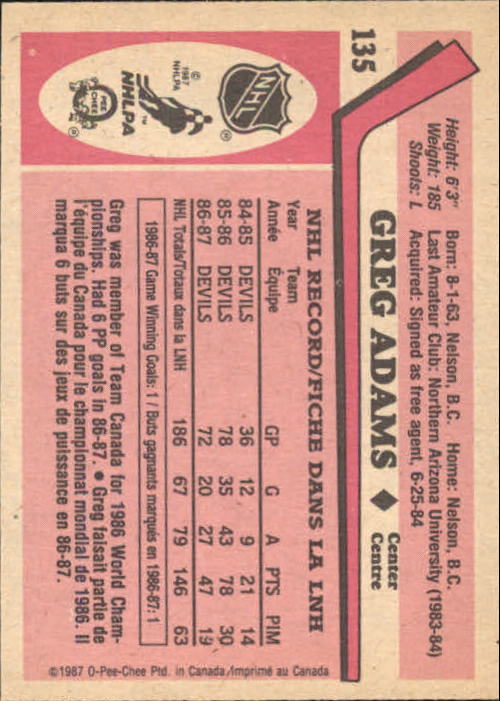 135
Height: 6'3" Born: 8-1-63, Nelson, B.C. Home: Nelson, B.C.
Weight: 185 Last Amateur Club: Northern Arizona University (1983-84)
Shoots: L Acquired: Signed as free agent, 6-25-84
GREG ADAMS ♦ Center
Centre
NHL
®
© 1987
NHLPA
™
NHLPA
O PEE CHEE
®
NHL RECORD/FICHE DANS LA LNH
Year Team
Année Équipe GP G A PTS PIM
84-85 DEVILS 36 12 9 21 14
85-86 DEVILS 78 35 43 78 30
86-87 DEVILS 72 20 27 47 19
NHL Totals/Totaux dans la LNH 186 67 79 146 63
1986-87 Game Winning Goals: 1 / Buts gagnants marqués en 1986-87: 1
Greg was member of Team Canada for 1986 World Cham-
pionships. Had 6 PP goals in 86-87. • Greg faisait partie de
l'équipe du Canada pour le championnat mondial de 1986. Il
marqua 6 buts sur des jeux de puissance en 86-87.
©1987 O-Pee-Chee Ptd. in Canada/Imprimé au Canada